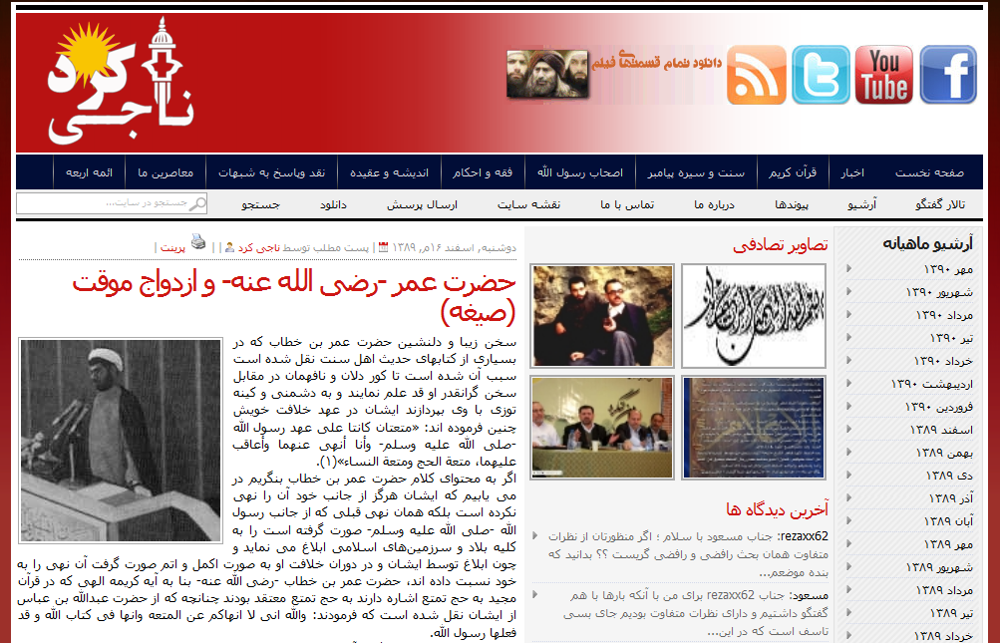 ناجی کرد
دانلود تمام قسمتهای فیلم
You
Tube
صفحه نخست
اخبار
قرآن کریم
سنت و سیره پیامبر
اصحاب رسول الله
فقه و احکام
اندیشه و عقیده
نقد وپاسخ به شبهات
معاصرین ما
ائمه اربعه
تالار گفتگو
آرشیو
پیوندها
درباره ما
تماس با ما
نقشه سایت
ارسال پرسش
دانلود
جستجو
جستجو در سایت...
آرشیو ماهیانه
مهر ۱۳۹۰
شهریور ۱۳۹۰
مرداد ۱۳۹۰
تیر ۱۳۹۰
خرداد ۱۳۹۰
اردیبهشت ۱۳۹۰
فروردین ۱۳۹۰
اسفند ۱۳۸۹
بهمن ۱۳۸۹
دی ۱۳۸۹
آذر ۱۳۸۹
آبان ۱۳۸۹
مهر ۱۳۸۹
شهریور ۱۳۸۹
مرداد ۱۳۸۹
تیر ۱۳۸۹
خرداد ۱۳۸۹
تصاویر تصادفی
آخرین دیدگاه ها
rezaxx62: جناب مسعود با سلام ؛ اگر منظورتان از نظرات
متفاوت همان بحث رافضی و رافضی گریست ؟؟ بدانید که
بنده موضعم...
مسعود: جناب rezaxx62 برای من با آنکه بارها با هم
گفتگو داشتیم و دارای نظرات متفاوت بودیم جای بسی
تاسف است که در این...
دوشنبه, اسفند ۱۶م, ۱۳۸۹ | پست مطلب توسط ناجی کرد | | پرینت |
حضرت عمر -رضی الله عنه- و ازدواج موقت
(صیغه)
سخن زیبا و دلنشین حضرت عمر بن خطاب که در
بسیاری از کتابهای حدیث اهل سنت نقل شده است
سبب آن شده است تا کور دلان و نافهمان در مقابل
سخن گرانقدر او قد علم نمایند و به دشمنی و کینه
توزی با وی بپردازند ایشان در عهد خلافت خویش
چنین فرموده اند: «متعتان کانتا علی عهد رسول الله
-صلی الله علیه وسلم- وأنا أنهی عنهما وأعاقب
علیهما، متعة الحج ومتعة النساء»(۱).
اگر به محتوای کلام حضرت عمر بن خطاب بنگریم در
می یابیم که ایشان هرگز از جانب خود آن را نهی
نکرده است بلکه همان نهی قبلی که از جانب رسول
الله -صلی الله علیه وسلم- صورت گرفته است را به
کلیه بلاد و سرزمین‌های اسلامی ابلاغ می نماید و
چون ابلاغ توسط ایشان و در دوران خلافت او به صورت اکمل و اتم صورت گرفت آن نهی را به
خود نسبت داده اند، حضرت عمر بن خطاب -رضی الله عنه- بنا به آیه کریمه الهی که در قرآن
مجید به حج تمتع اشاره دارند به حج تمتع معتقد بودند چنانچه که از حضرت عبدالله بن عباس
از ایشان نقل شده است که فرمودند: والله انی لا انهاکم عن المتعه وانها فی کتاب الله و قد
فعلها رسول الله.